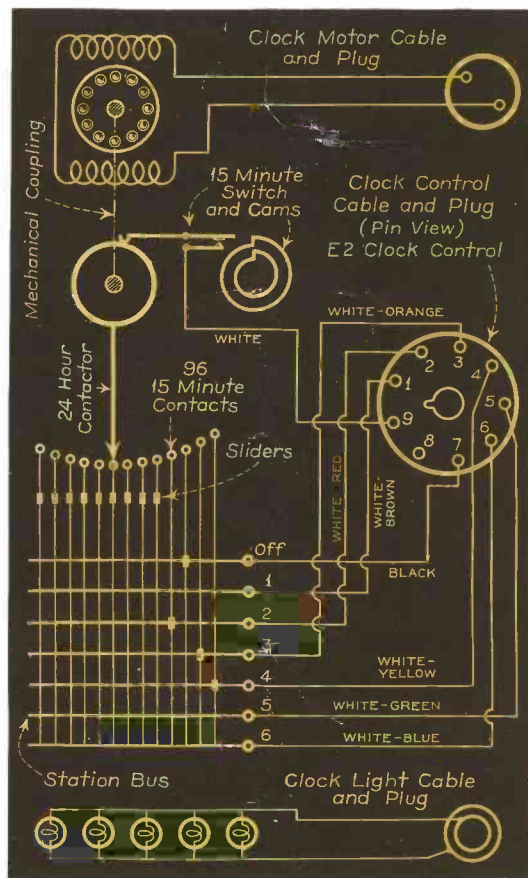 Clock Motor Cable
and Plug
Mechanical Coupling
15 Minute
Switch
and Cams
Clock Control
Cable and Plug
(Pin View)
E2 Clock Control
WHITE-ORANGE
WHITE
24 Hour
Contactor
96
15 Minute
Contacts
Sliders
1
2
3
4
5
6
7
8
9
WHITE-RED
WHITE-
BROWN
Off
BLACK
1
2
3
4
WHITE-
YELLOW
5
WHITE-GREEN
6
WHITE-BLUE
Station Bus
Clock Light Cable
and Plug